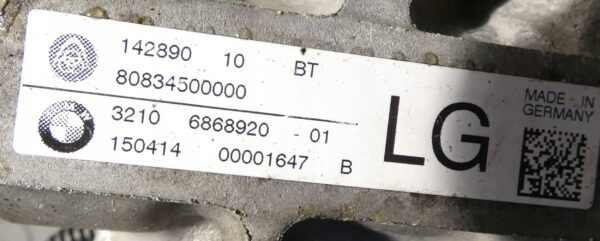 142890 10 BT
80834500000
3210 6868920 - 01
150414 00001647 B
LG
MADE - IN
GERMANY